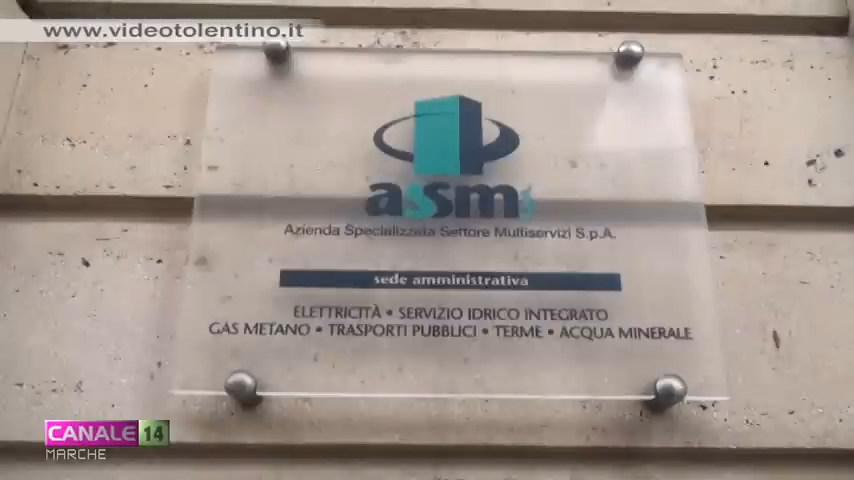 www.videotolentino.it
assm
Azienda Specializzata Settore Multiservizi S.p.A.
sede amministrativa
ELETTRICITÀ • SERVIZIO IDRICO INTEGRATO
GAS METANO • TRASPORTI PUBBLICI • TERME • ACQUA MINERALE
CANALE 14
MARCHE